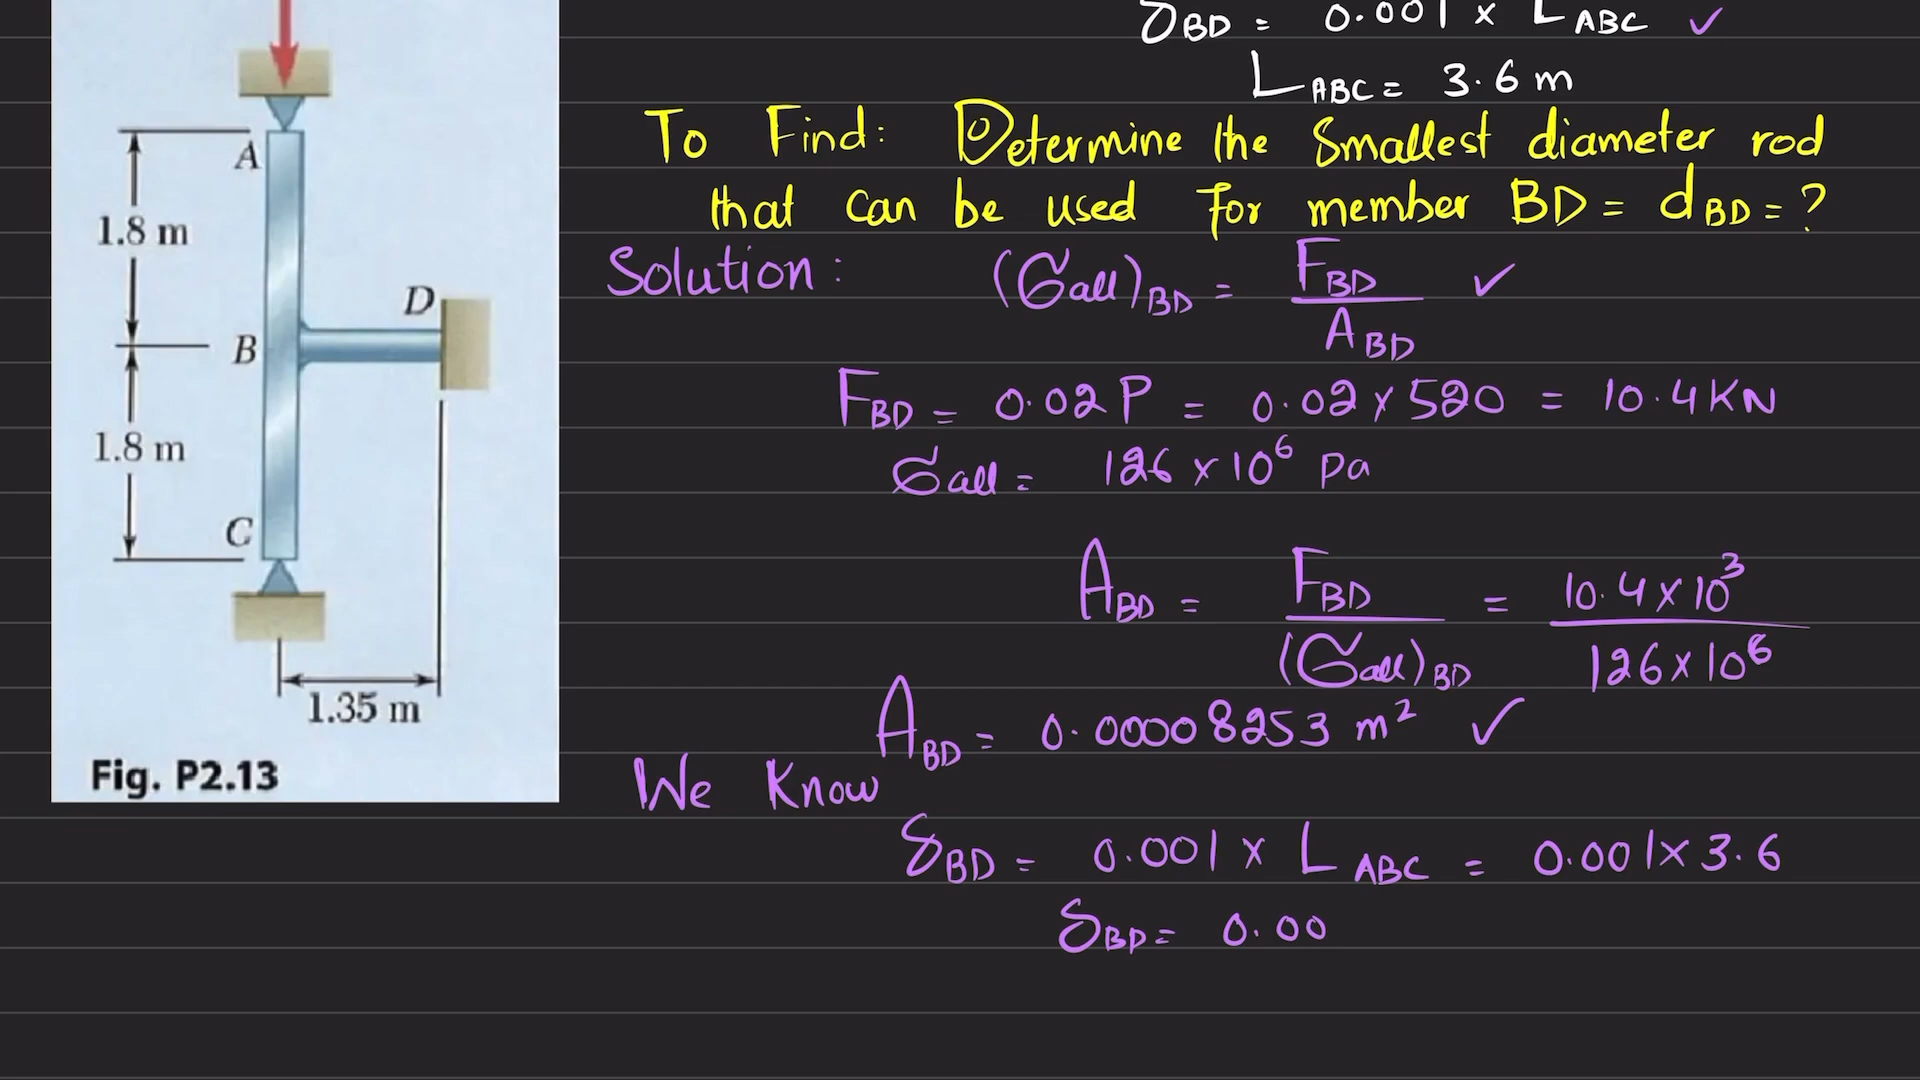 δBD = 0.001 x LABC ✓
LABC = 3.6 m
To Find: Determine the Smallest diameter rod
that can be used For member BD = dBD = ?
Solution: (σall)BD = FBD / ABD ✓
FBD = 0.02 P = 0.02 x 520 = 10.4 KN
σall = 126 x 10⁶ Pa
ABD = FBD / (σall)BD = 10.4 x 10³ / 126 x 10⁶
ABD = 0.00008253 m² ✓
We Know
δBD = 0.001 x LABC = 0.001 x 3.6
δBD = 0.00
A
1.8 m
D
B
1.8 m
C
1.35 m
Fig. P2.13